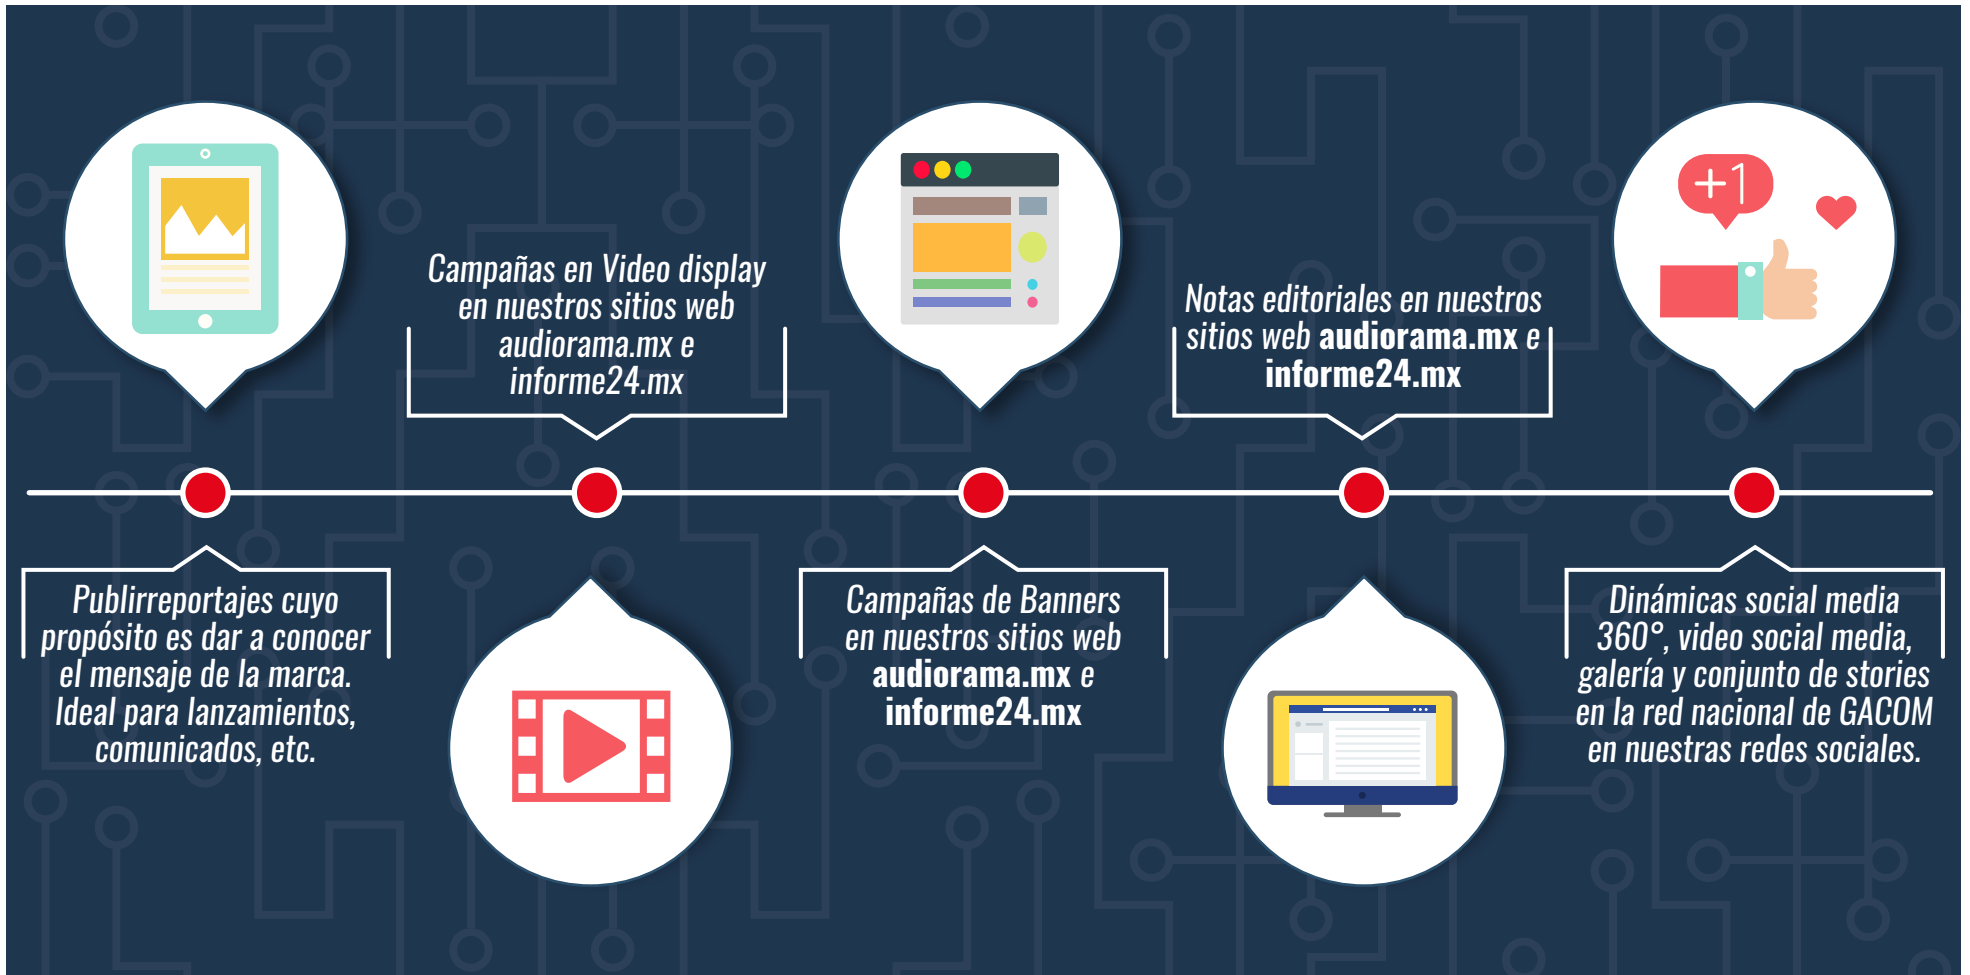 Publirreportajes cuyo
propósito es dar a conocer
el mensaje de la marca.
Ideal para lanzamientos,
comunicados, etc.
Campañas en Video display
en nuestros sitios web
audiorama.mx e
informe24.mx
Campañas de Banners
en nuestros sitios web
audiorama.mx e
informe24.mx
Notas editoriales en nuestros
sitios web audiorama.mx e
informe24.mx
+1
Dinámicas social media
360°, video social media,
galería y conjunto de stories
en la red nacional de GACOM
en nuestras redes sociales.